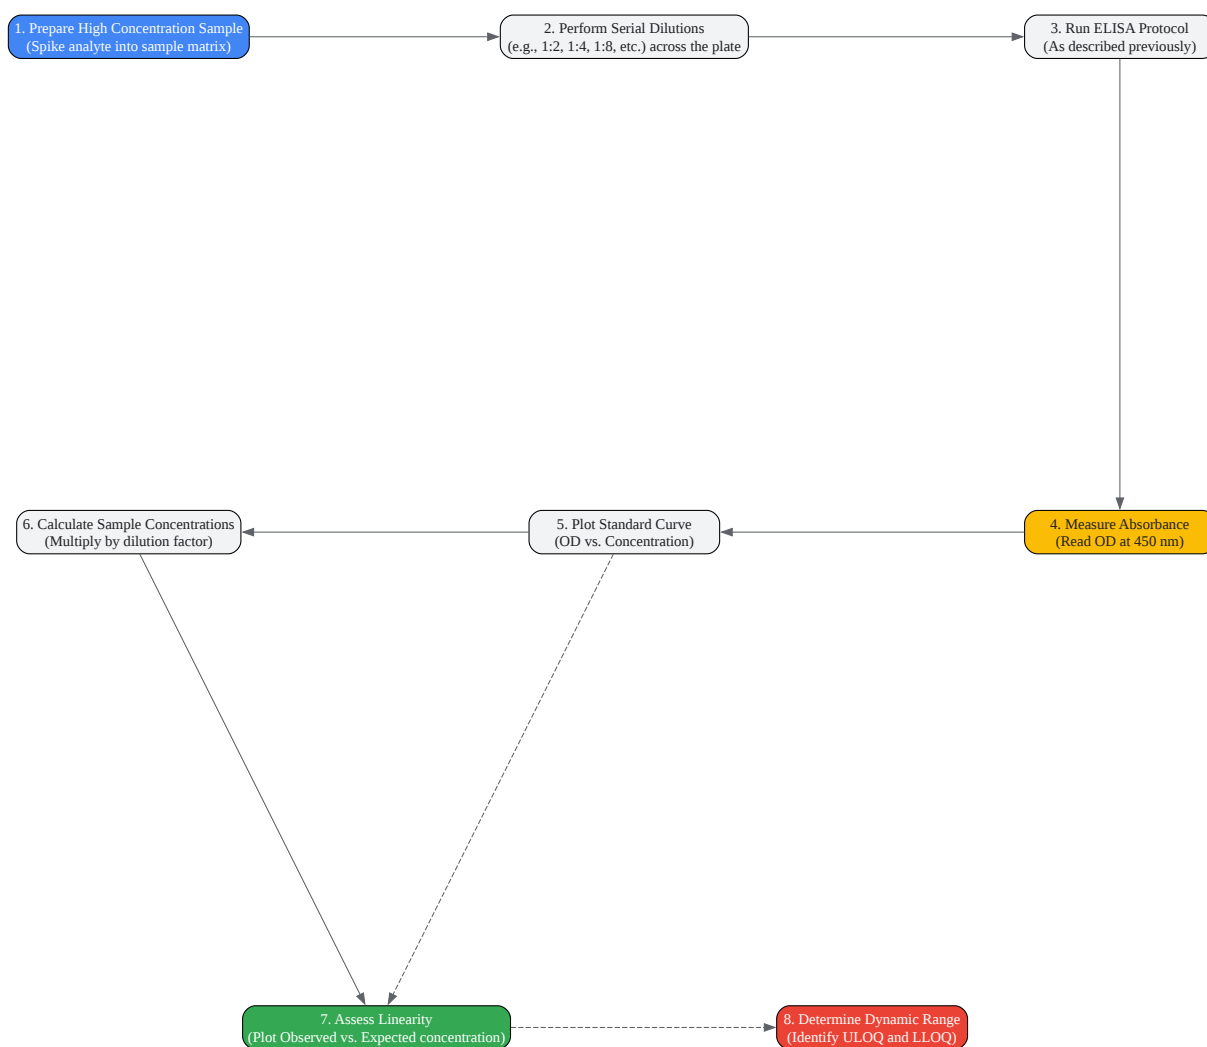 1. Prepare High Concentration Sample
(Spike analyte into sample matrix)
2. Perform Serial Dilutions
(e.g., 1:2, 1:4, 1:8, etc.) across the plate
3. Run ELISA Protocol
(As described previously)
4. Measure Absorbance
(Read OD at 450 nm)
5. Plot Standard Curve
(OD vs. Concentration)
6. Calculate Sample Concentrations
(Multiply by dilution factor)
7. Assess Linearity
(Plot Observed vs. Expected concentration)
8. Determine Dynamic Range
(Identify ULOQ and LLOQ)